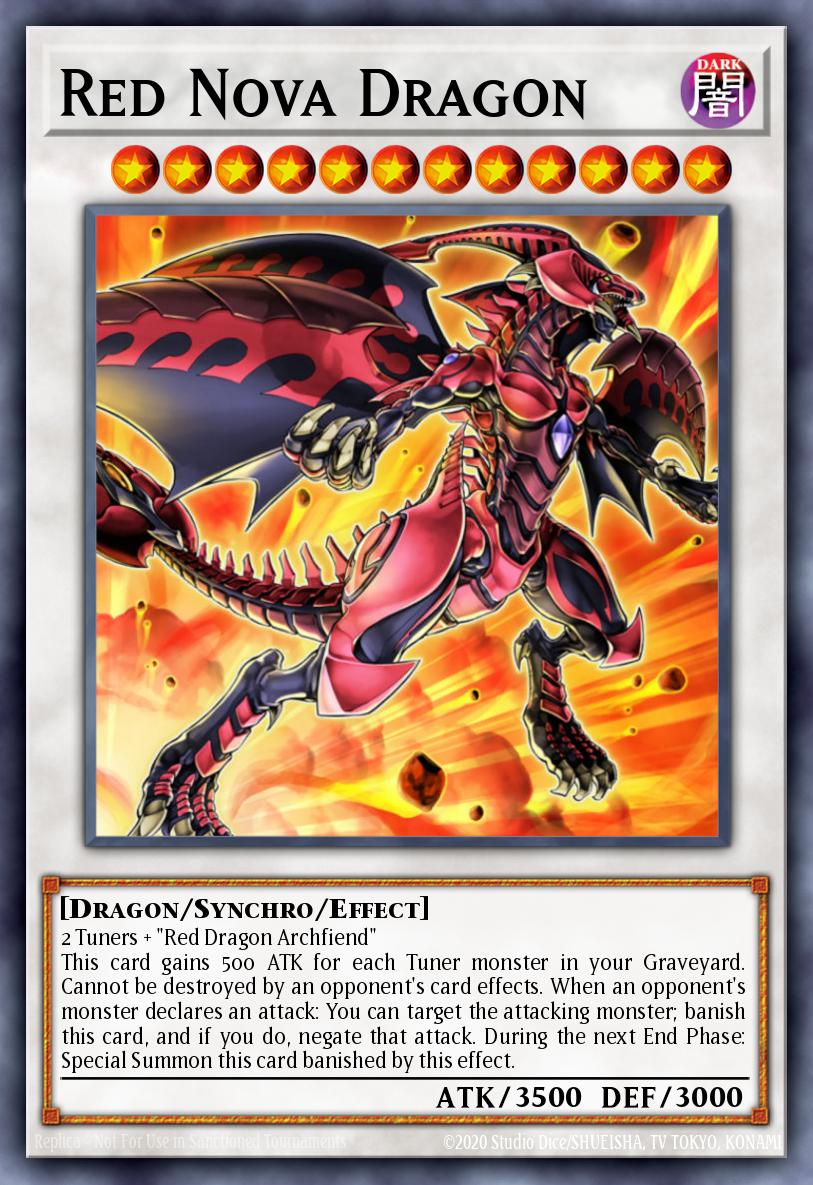 Red Nova Dragon
DARK
闇
[Dragon/Synchro/Effect]
2 Tuners + "Red Dragon Archfiend"
This card gains 500 ATK for each Tuner monster in your Graveyard.
Cannot be destroyed by an opponent's card effects. When an opponent's
monster declares an attack: You can target the attacking monster; banish
this card, and if you do, negate that attack. During the next End Phase:
Special Summon this card banished by this effect.
ATK/3500 DEF/3000
Replica - Not For Use in Sanctioned Tournaments
©2020 Studio Dice/SHUEISHA, TV TOKYO, KONAMI